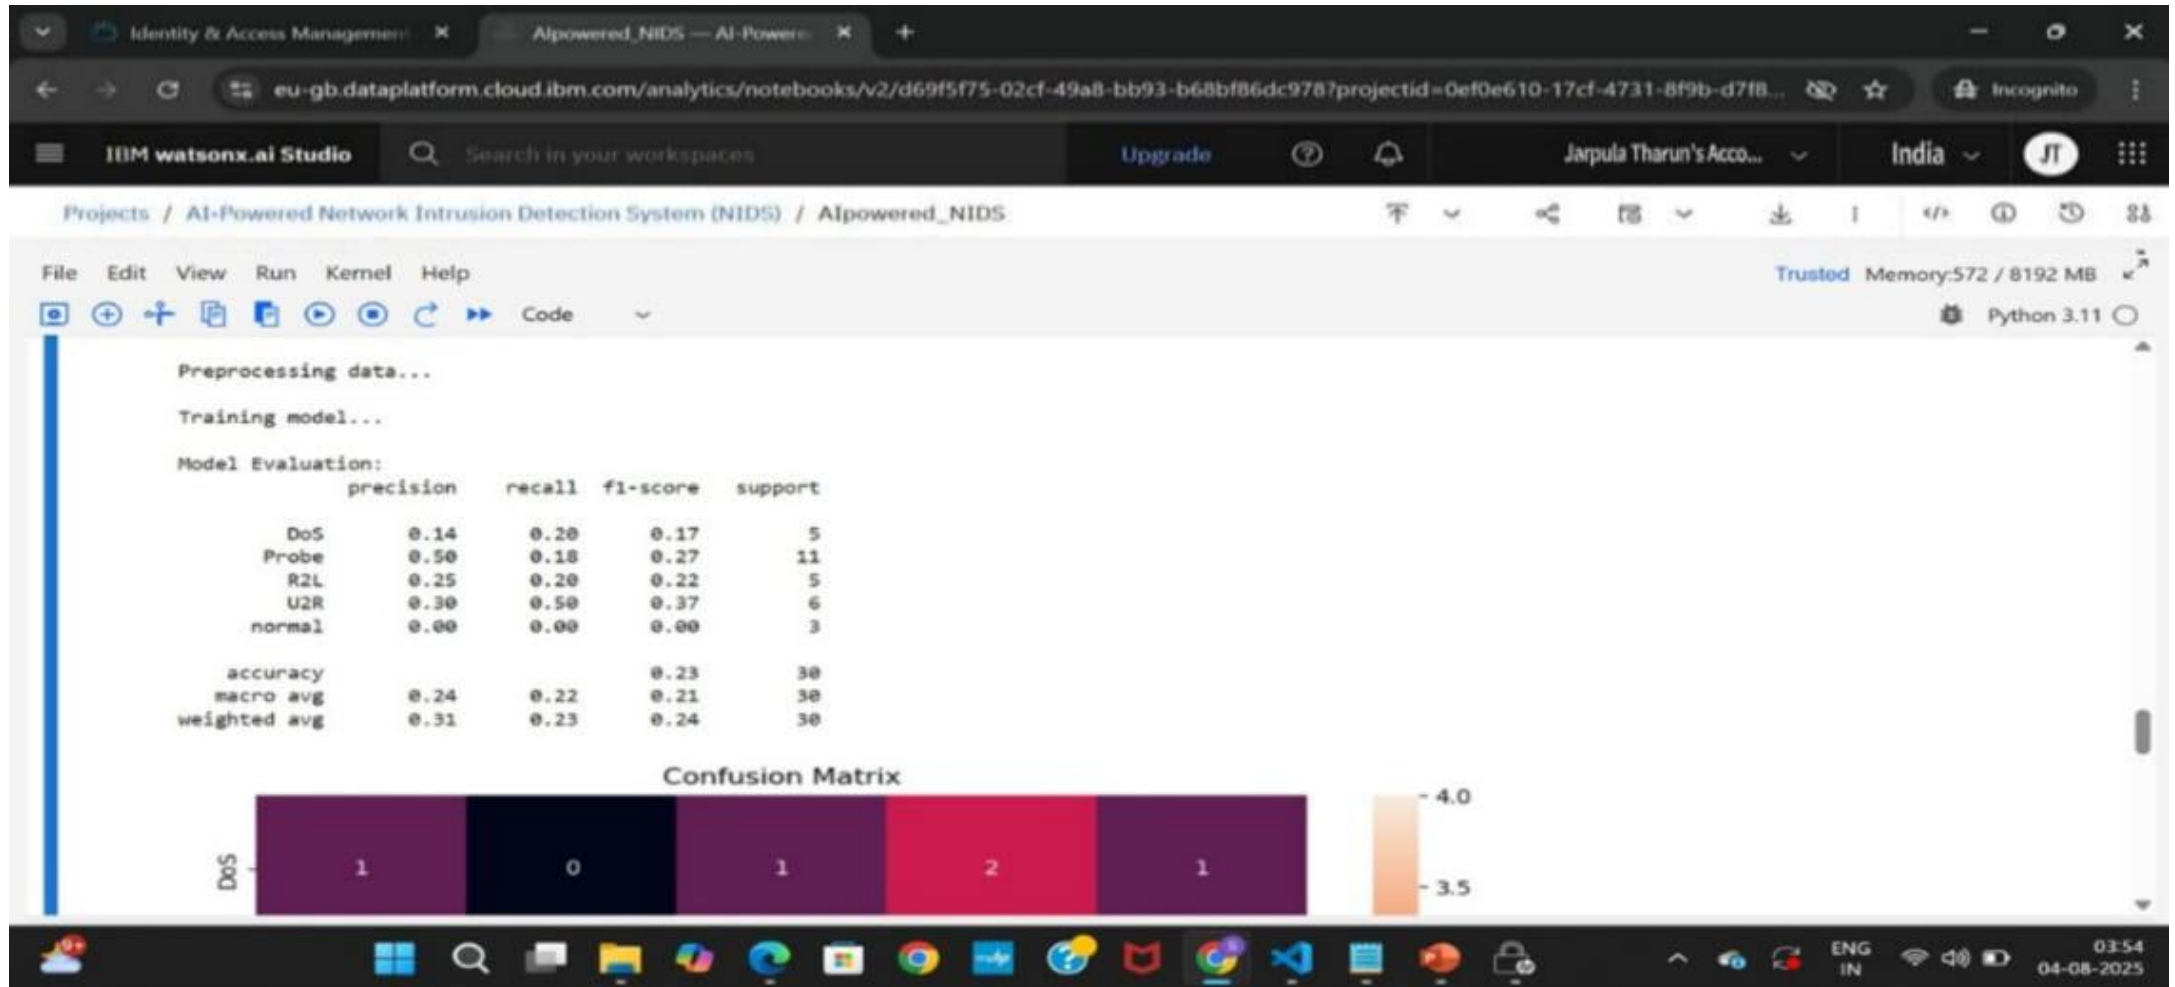 Identity & Access Management
AIpowered_NIDS — AI-Powere
eu-gb.dataplatform.cloud.ibm.com/analytics/notebooks/v2/d69f5f75-02cf-49a8-bb93-b68bf86dc978?projectid=0ef0e610-17cf-4731-8f9b-d7f8...
Incognito
IBM watsonx.ai Studio
Search in your workspaces
Upgrade
Jarpula Tharun's Acco...
India
JT
Projects / AI-Powered Network Intrusion Detection System (NIDS) / AIpowered_NIDS
File Edit View Run Kernel Help
Trusted Memory:572 / 8192 MB
Code
Python 3.11
Preprocessing data...
Training model...
Model Evaluation:
precision recall f1-score support
DoS 0.14 0.20 0.17 5
Probe 0.50 0.18 0.27 11
R2L 0.25 0.20 0.22 5
U2R 0.30 0.50 0.37 6
normal 0.00 0.00 0.00 3
accuracy 0.23 30
macro avg 0.24 0.22 0.21 30
weighted avg 0.31 0.23 0.24 30
Confusion Matrix
DoS
1 0 1 2 1
4.0
3.5
9+
ENG
IN
03:54
04-08-2025